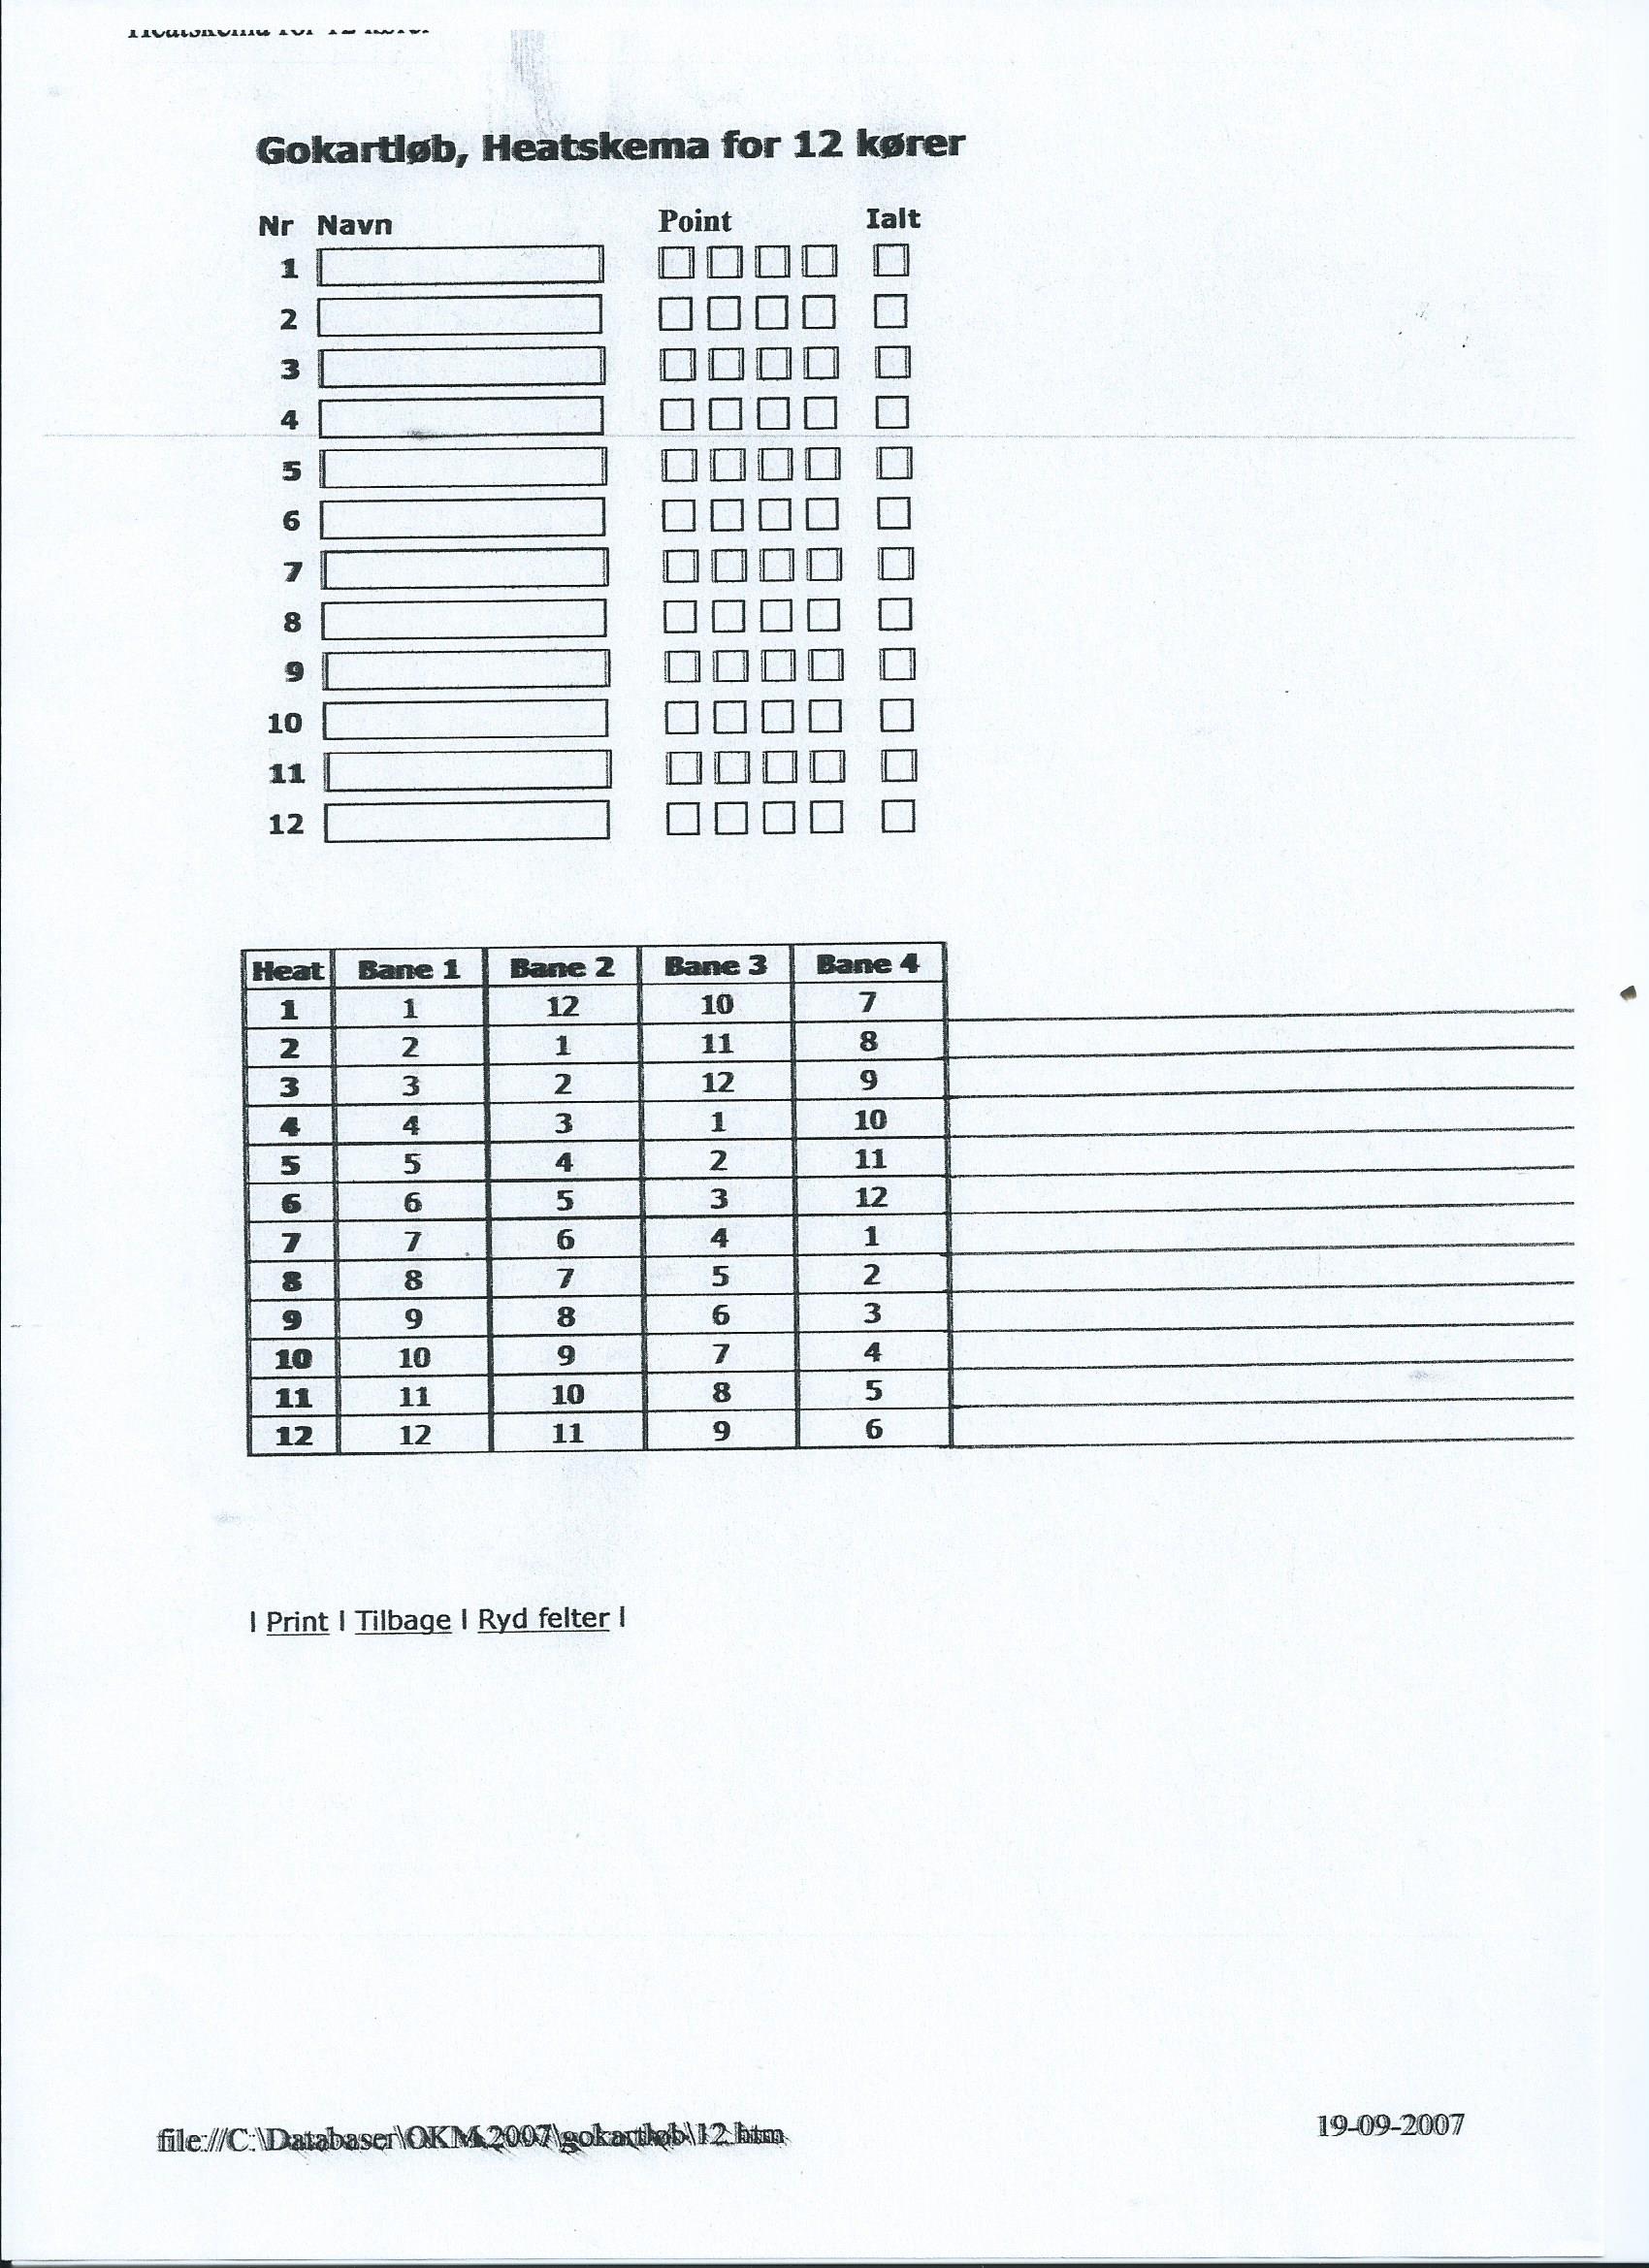 Heatskema for 12 kører
Gokartløb, Heatskema for 12 kører
Nr Navn Point Ialt
1
2
3
4
5
6
7
8
9
10
11
12
Heat Bane 1 Bane 2 Bane 3 Bane 4
1 1 12 10 7
2 2 1 11 8
3 3 2 12 9
4 4 3 1 10
5 5 4 2 11
6 6 5 3 12
7 7 6 4 1
8 8 7 5 2
9 9 8 6 3
10 10 9 7 4
11 11 10 8 5
12 12 11 9 6
| Print | Tilbage | Ryd felter |
file://C:\Databaser\OKM.2007\gokartløb\12.htm 19-09-2007